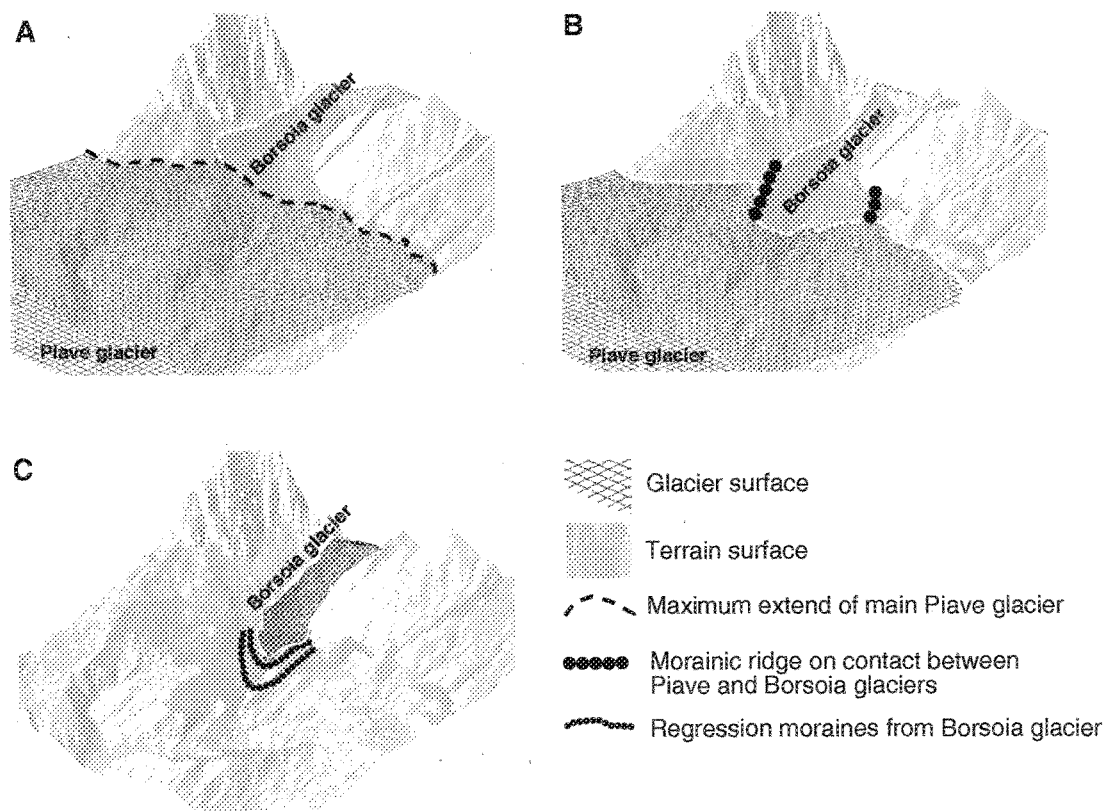 A
Borsoia glacier
Piave glacier
B
Borsoia glacier
Piave glacier
C
Borsoia glacier
Glacier surface
Terrain surface
Maximum extend of main Piave glacier
Morainic ridge on contact between
Piave and Borsoia glaciers
Regression moraines from Borsoia glacier